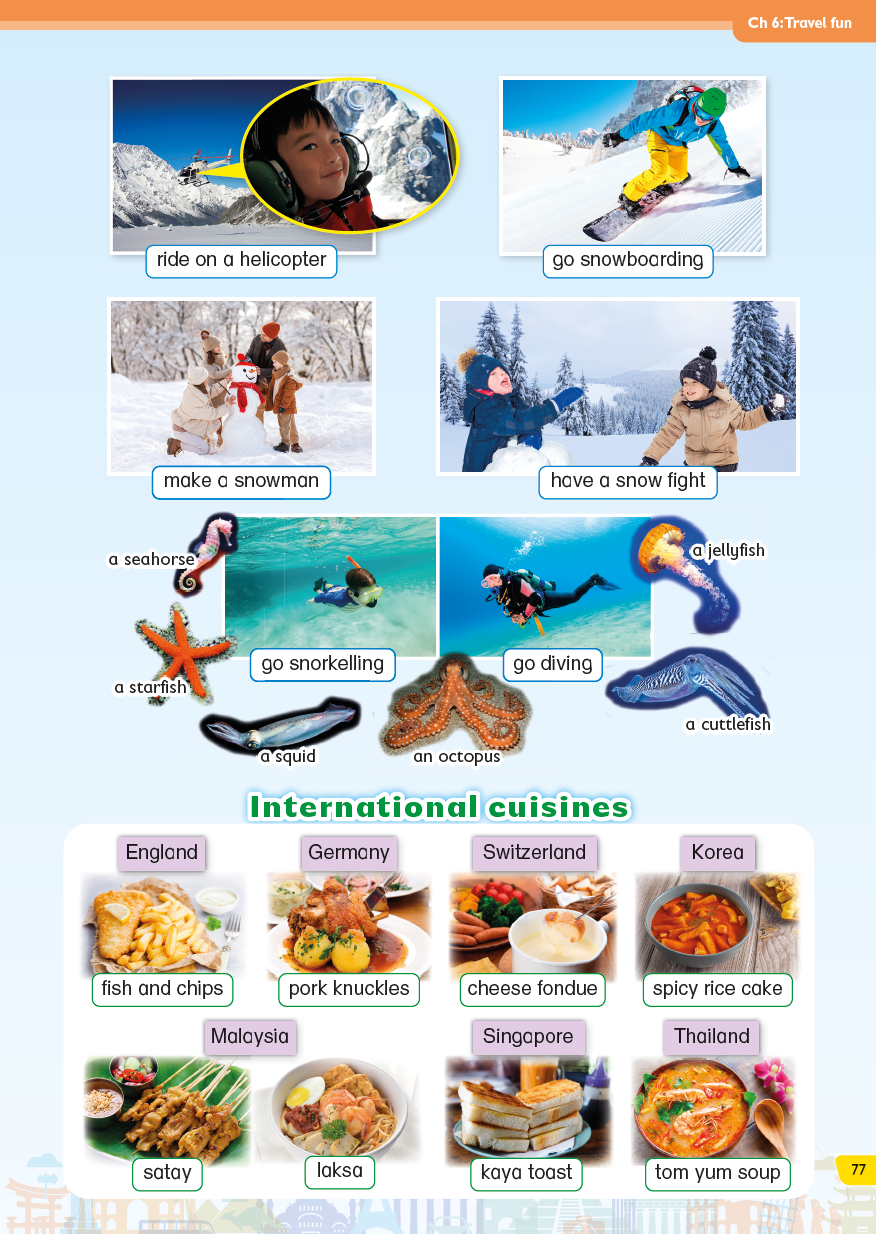 Ch 6: Travel fun
ride on a helicopter
go snowboarding
make a snowman
have a snow fight
a seahorse
a jellyfish
go snorkelling
go diving
a starfish
a cuttlefish
a squid
an octopus
International cuisines
England
Germany
Switzerland
Korea
fish and chips
pork knuckles
cheese fondue
spicy rice cake
Malaysia
Singapore
Thailand
satay
laksa
kaya toast
tom yum soup
77